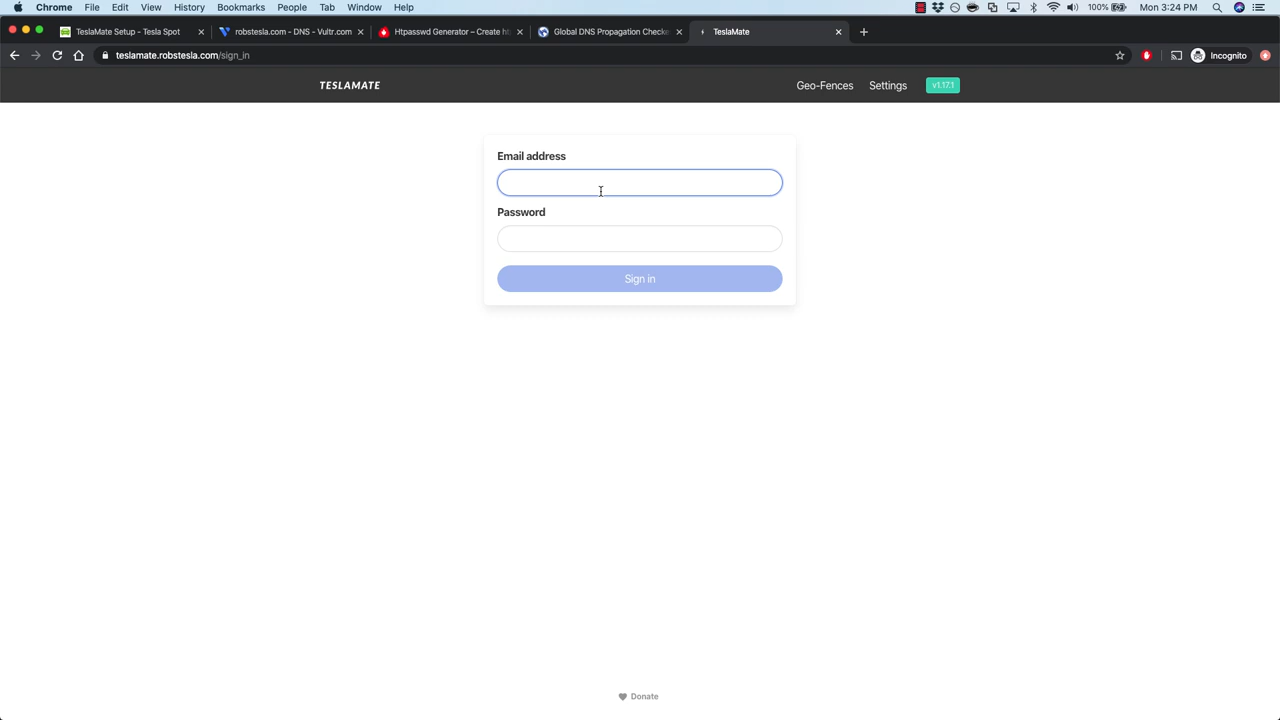 Chrome File Edit View History Bookmarks People Tab Window Help 100% Mon 3:24 PM
TeslaMate Setup - Tesla Spot robstesla.com - DNS - Vultr.com Htpasswd Generator – Create ht Global DNS Propagation Checke TeslaMate
teslamate.robstesla.com/sign_in Incognito
TESLAMATE Geo-Fences Settings v1.17.1
Email address
Password
Sign in
Donate